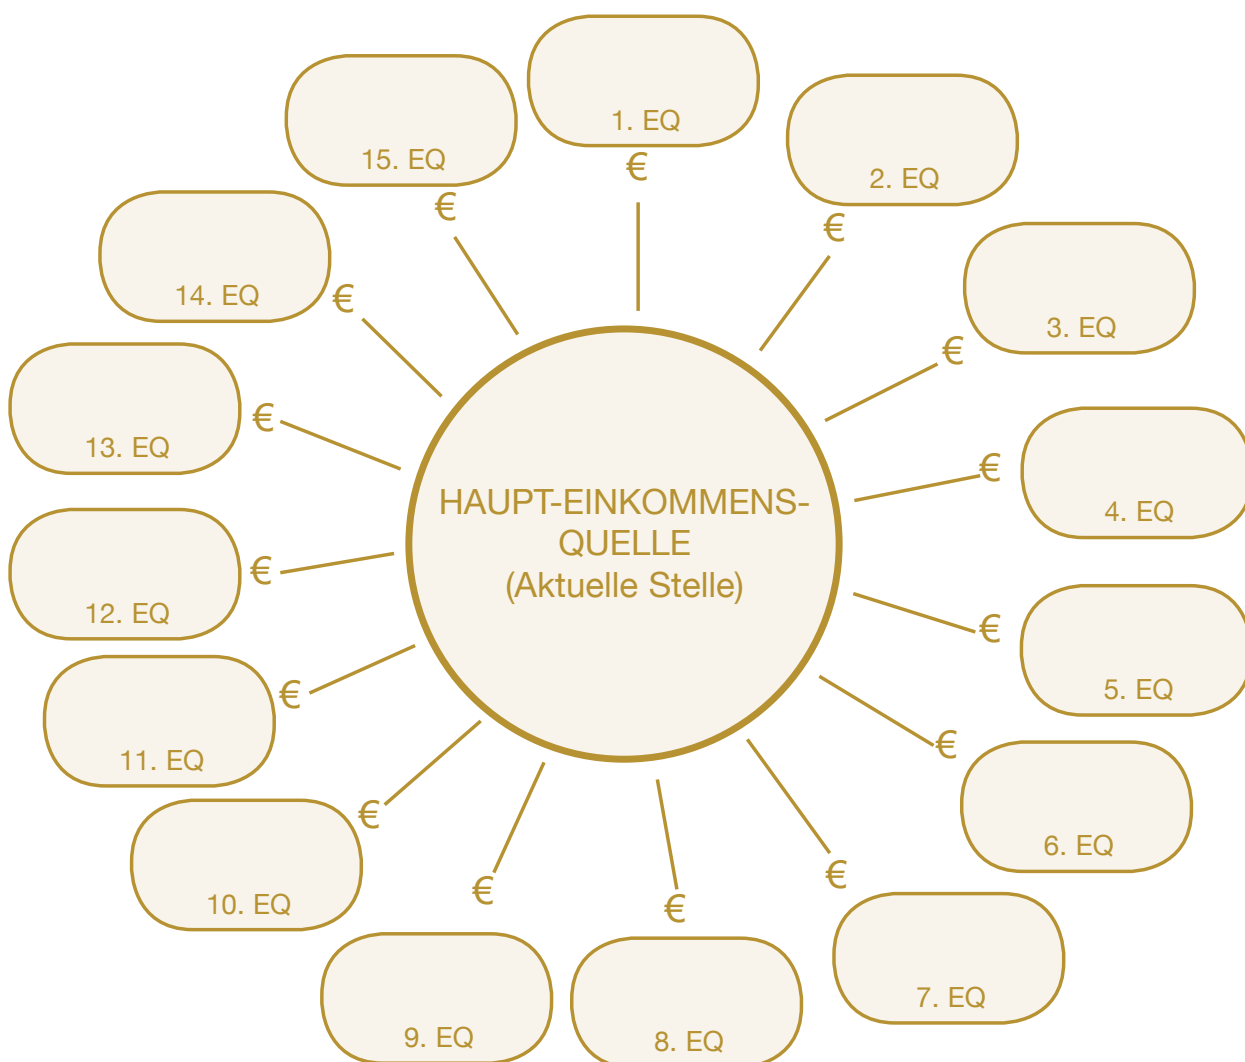 1. EQ
€
2. EQ
€
3. EQ
€
4. EQ
€
5. EQ
€
6. EQ
€
7. EQ
€
8. EQ
€
9. EQ
€
10. EQ
€
11. EQ
€
12. EQ
€
13. EQ
€
14. EQ
€
15. EQ
€
HAUPT-EINKOMMENS-
QUELLE
(Aktuelle Stelle)